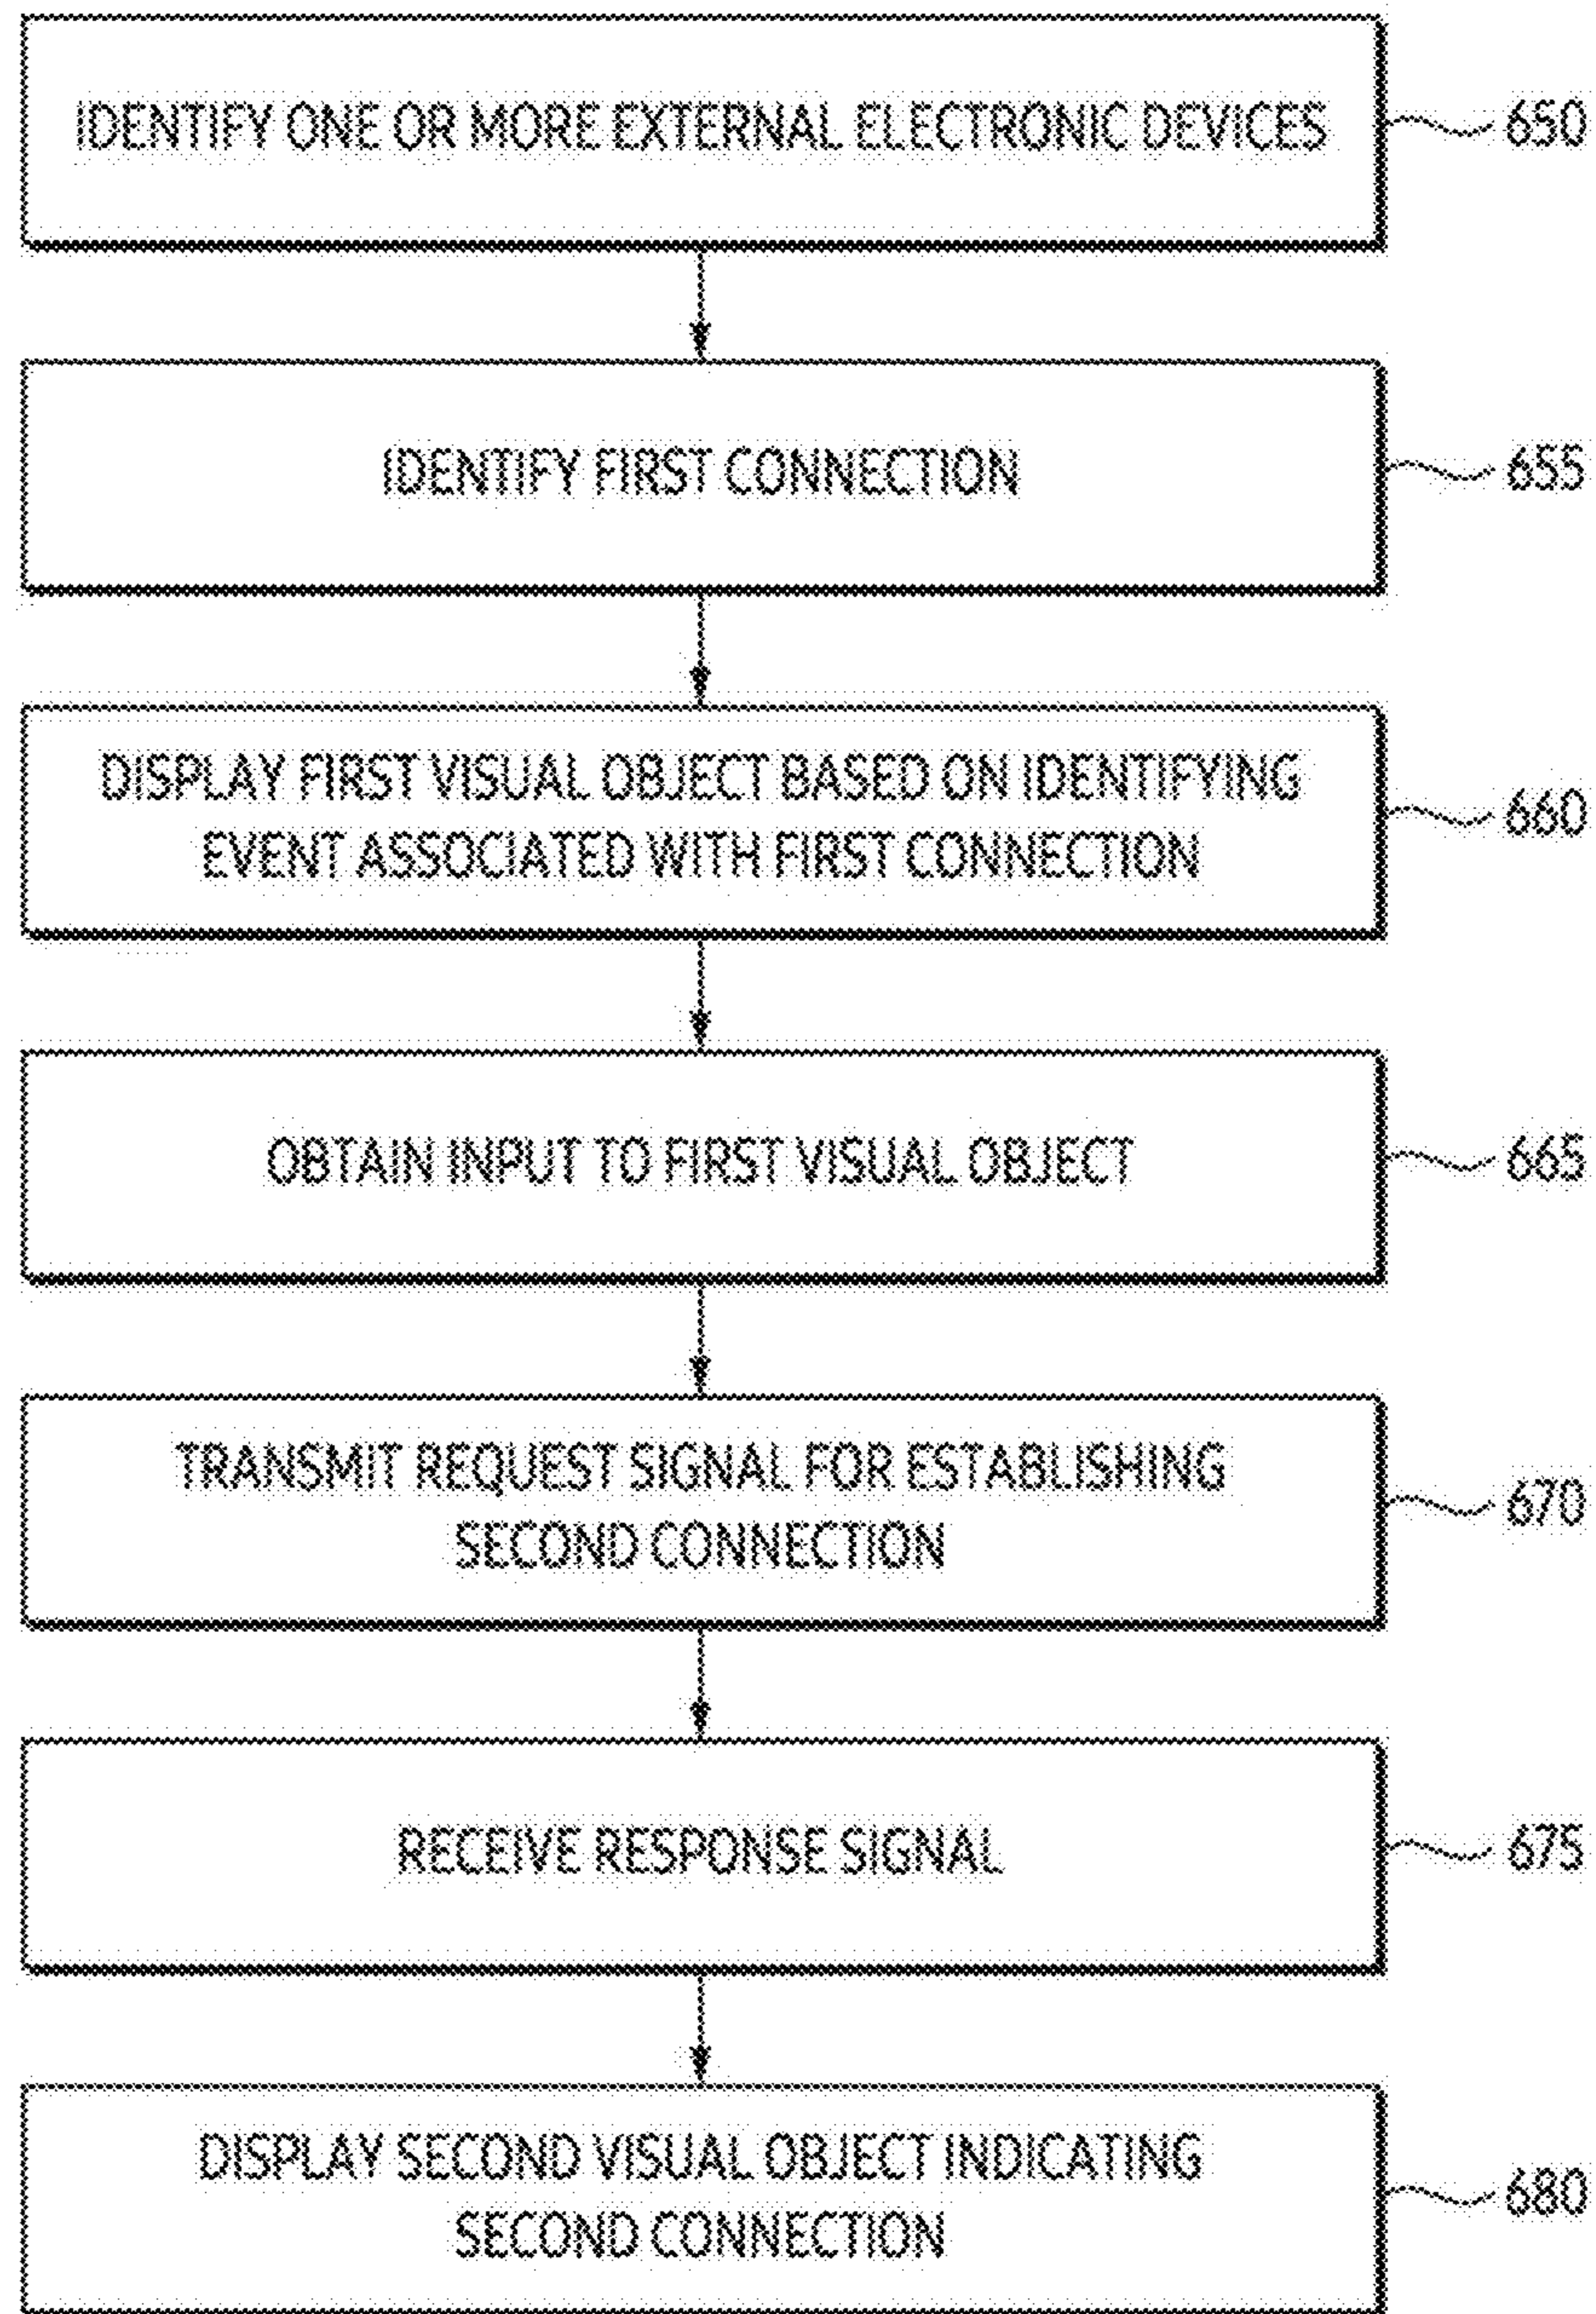 IDENTIFY ONE OR MORE EXTERNAL ELECTRONIC DEVICES
650
IDENTIFY FIRST CONNECTION
655
DISPLAY FIRST VISUAL OBJECT BASED ON IDENTIFYING
EVENT ASSOCIATED WITH FIRST CONNECTION
660
OBTAIN INPUT TO FIRST VISUAL OBJECT
665
TRANSMIT REQUEST SIGNAL FOR ESTABLISHING
SECOND CONNECTION
670
RECEIVE RESPONSE SIGNAL
675
DISPLAY SECOND VISUAL OBJECT INDICATING
SECOND CONNECTION
680